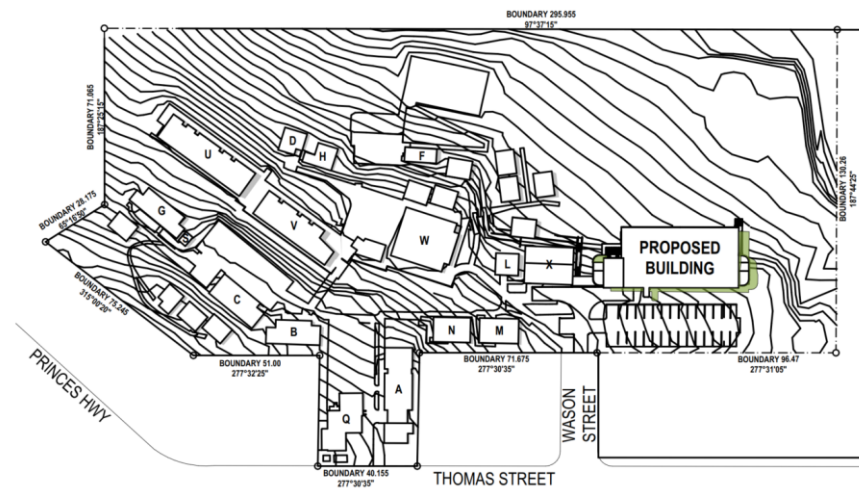 BOUNDARY 295.955
97°37'15"
BOUNDARY 71.065
187°25'15"
BOUNDARY 130.26
187°44'25"
D
H
F
U
G
V
W
BOUNDARY 28.175
65°16'50"
L
X
PROPOSED
BUILDING
C
BOUNDARY 75.245
315°00'20"
B
N
M
BOUNDARY 51.00
277°32'25"
BOUNDARY 71.675
277°30'35"
BOUNDARY 96.47
277°31'05"
A
Q
PRINCES HWY
WASON
STREET
BOUNDARY 40.155
277°30'35"
THOMAS STREET